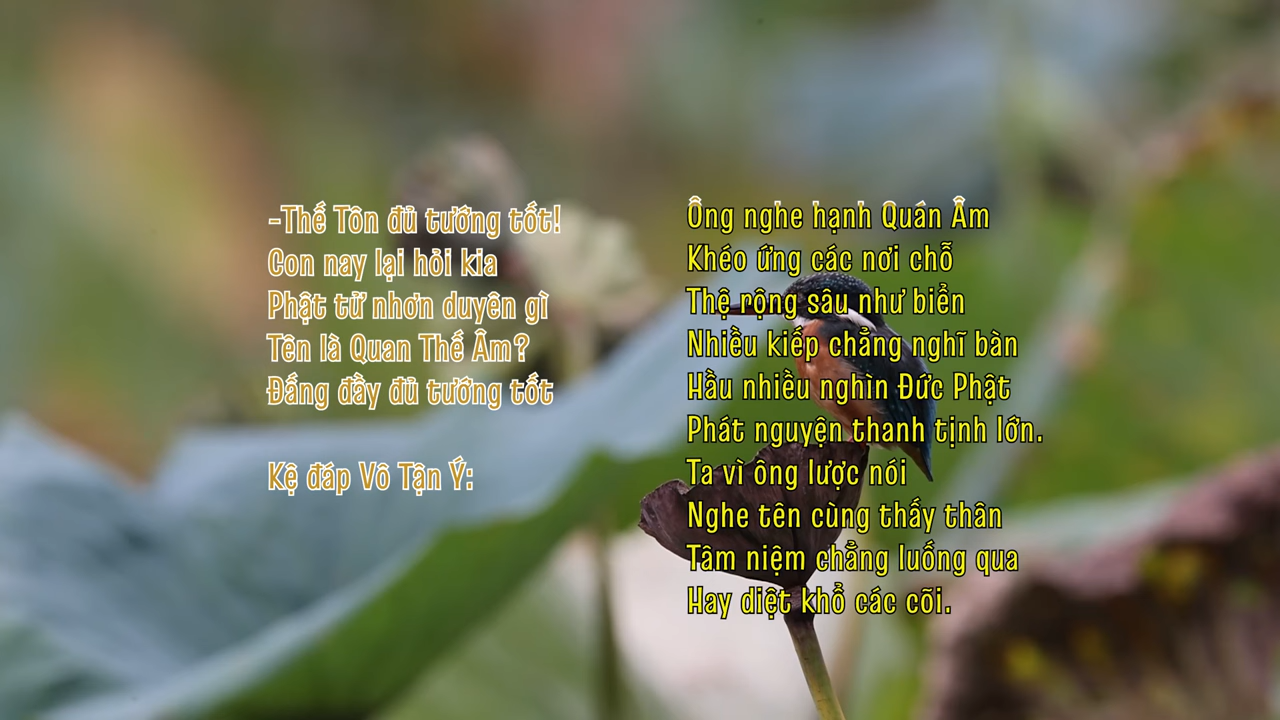 -Thế Tôn đủ tướng tốt!
Con nay lại hỏi kia
Phật tử nhơn duyên gì
Tên là Quan Thế Âm?
Đấng đầy đủ tướng tốt
Kệ đáp Vô Tận Ý:
Ông nghe hạnh Quán Âm
Khéo ứng các nơi chỗ
Thệ rộng sâu như biển
Nhiều kiếp chẳng nghĩ bàn
Hầu nhiều nghìn Đức Phật
Phát nguyện thanh tịnh lớn.
Ta vì ông lược nói
Nghe tên cùng thấy thân
Tâm niệm chẳng luống qua
Hay diệt khổ các cõi.